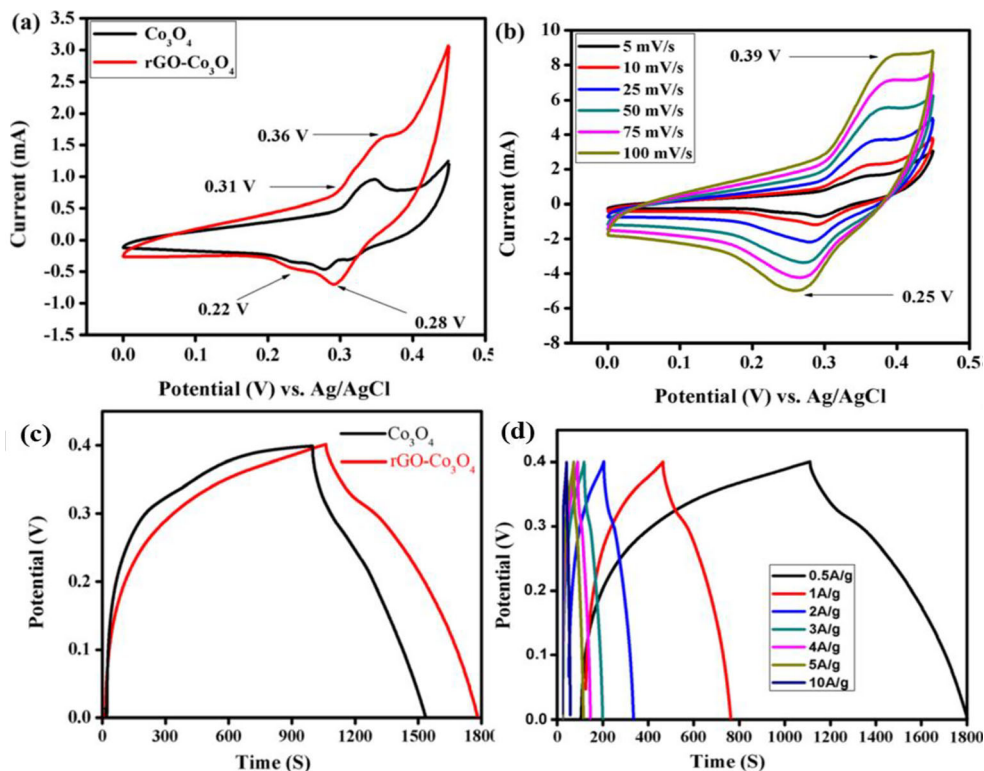 (a)
Co₃O₄
rGO-Co₃O₄
3.5
3.0
2.5
2.0
1.5
1.0
0.5
0.0
-0.5
-1.0
-1.5
Current (mA)
0.36 V
0.31 V
0.22 V
0.28 V
0.0 0.1 0.2 0.3 0.4 0.5
Potential (V) vs. Ag/AgCl
(b)
5 mV/s
10 mV/s
25 mV/s
50 mV/s
75 mV/s
100 mV/s
10
8
6
4
2
0
-2
-4
-6
-8
Current (mA)
0.39 V
0.25 V
0.0 0.1 0.2 0.3 0.4 0.5
Potential (V) vs. Ag/AgCl
(c)
Co₃O₄
rGO-Co₃O₄
0.4
0.3
0.2
0.1
0.0
Potential (V)
0 300 600 900 1200 1500 1800
Time (S)
(d)
0.5
0.4
0.3
0.2
0.1
0.0
Potential (V)
0.5A/g
1A/g
2A/g
3A/g
4A/g
5A/g
10A/g
0 200 400 600 800 1000 1200 1400 1600 1800
Time (S)